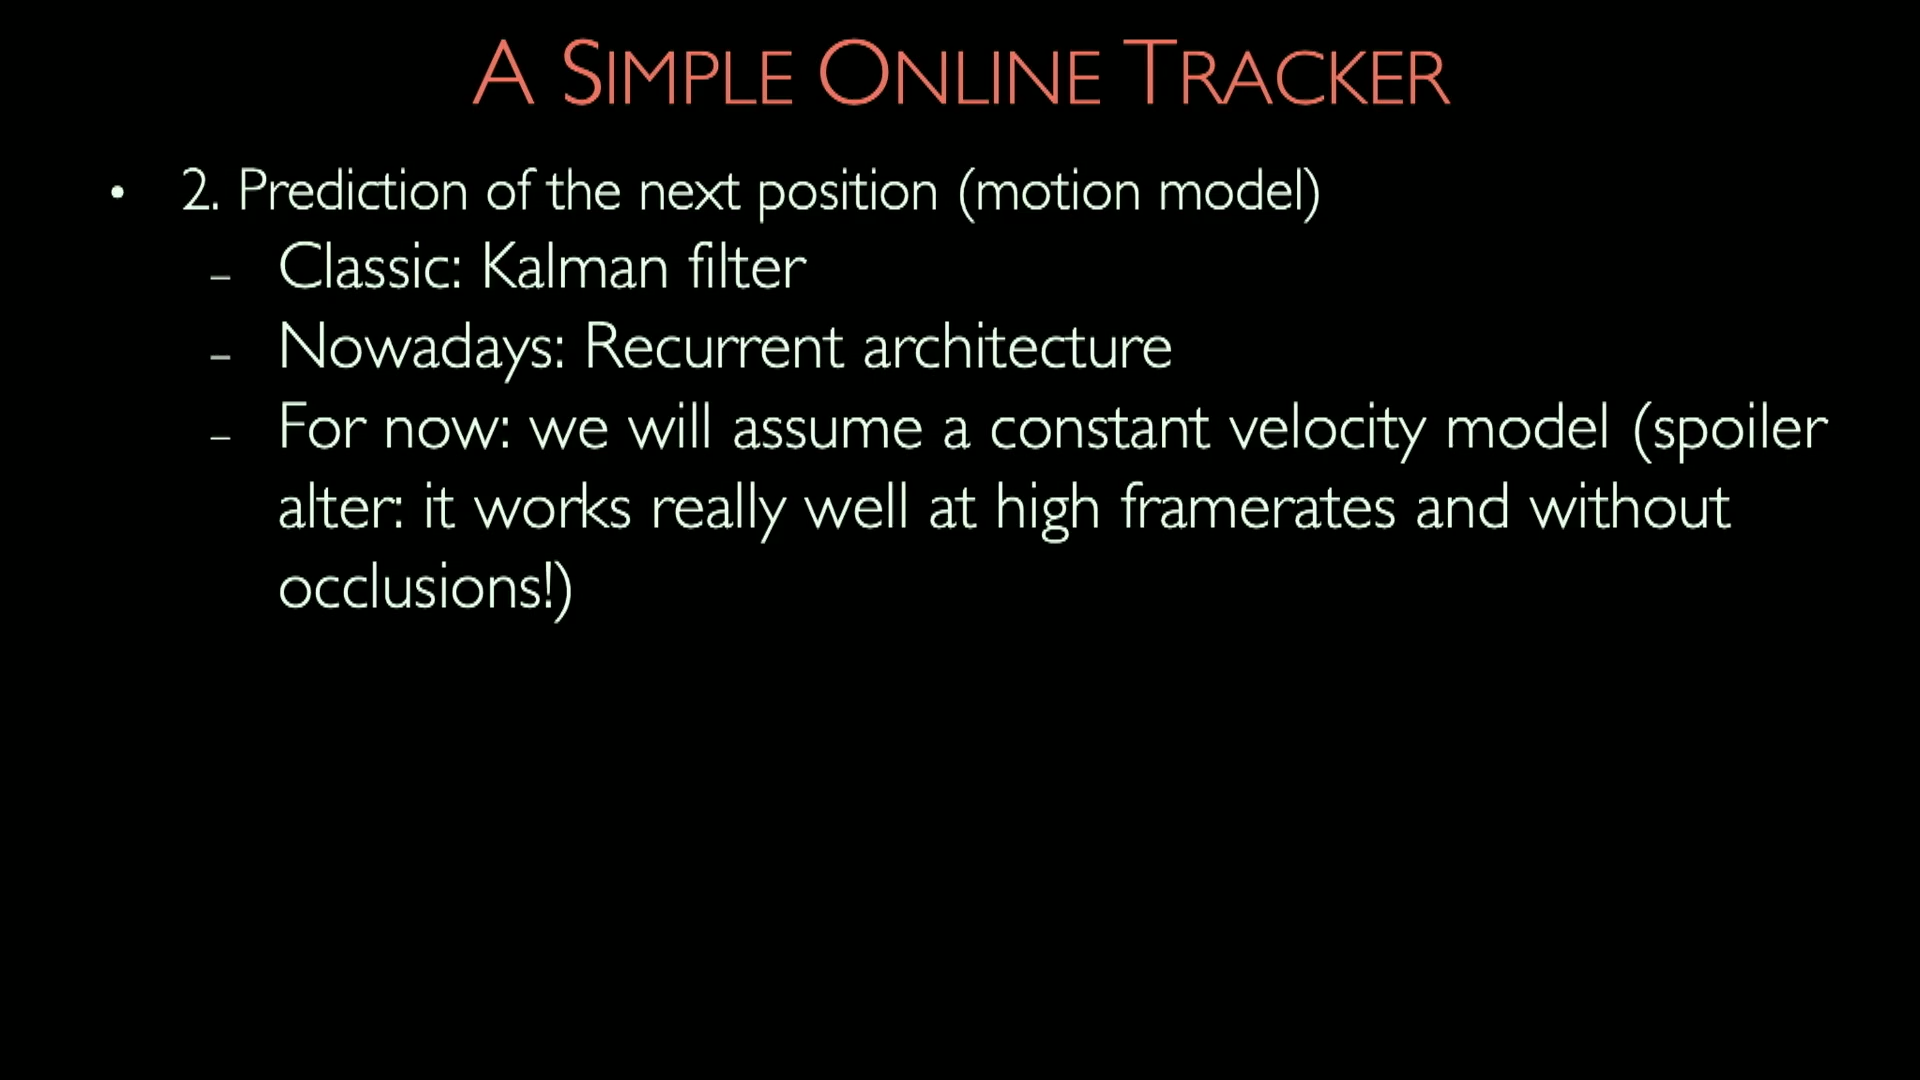 A SIMPLE ONLINE TRACKER
• 2. Prediction of the next position (motion model)
– Classic: Kalman filter
– Nowadays: Recurrent architecture
– For now: we will assume a constant velocity model (spoiler
alter: it works really well at high framerates and without
occlusions!)